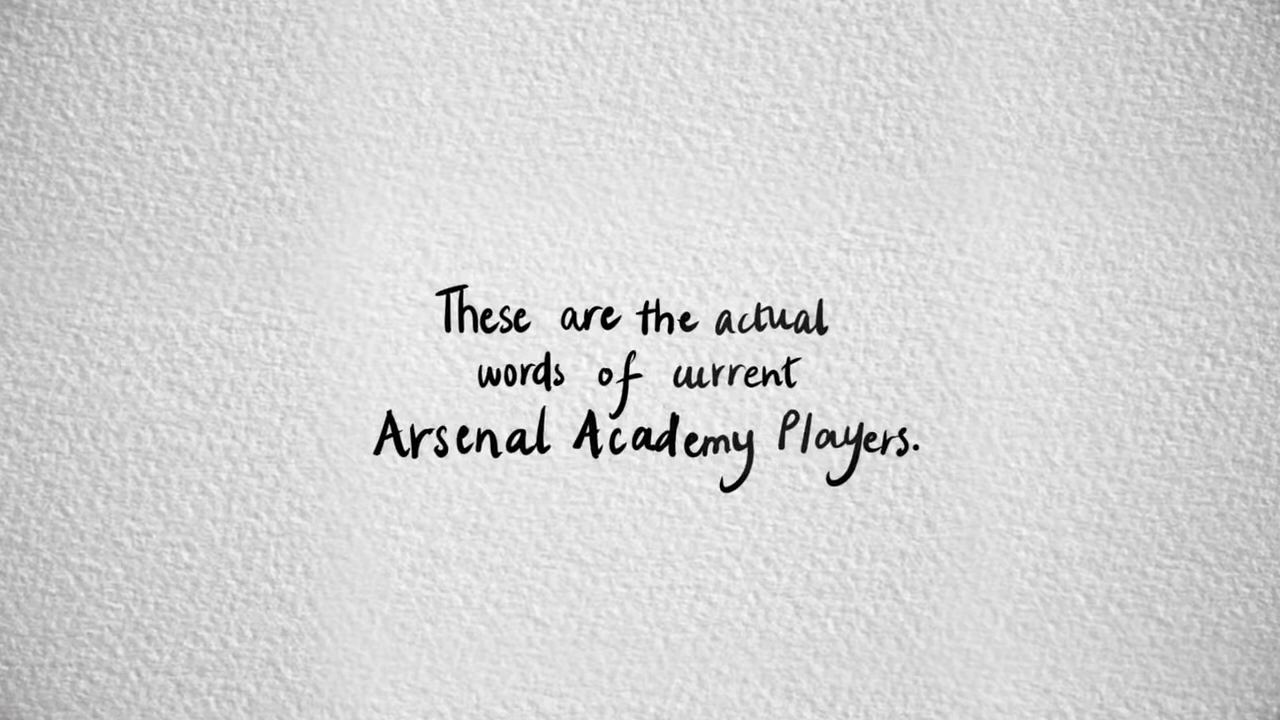 These are the actual
words of current
Arsenal Academy Players.